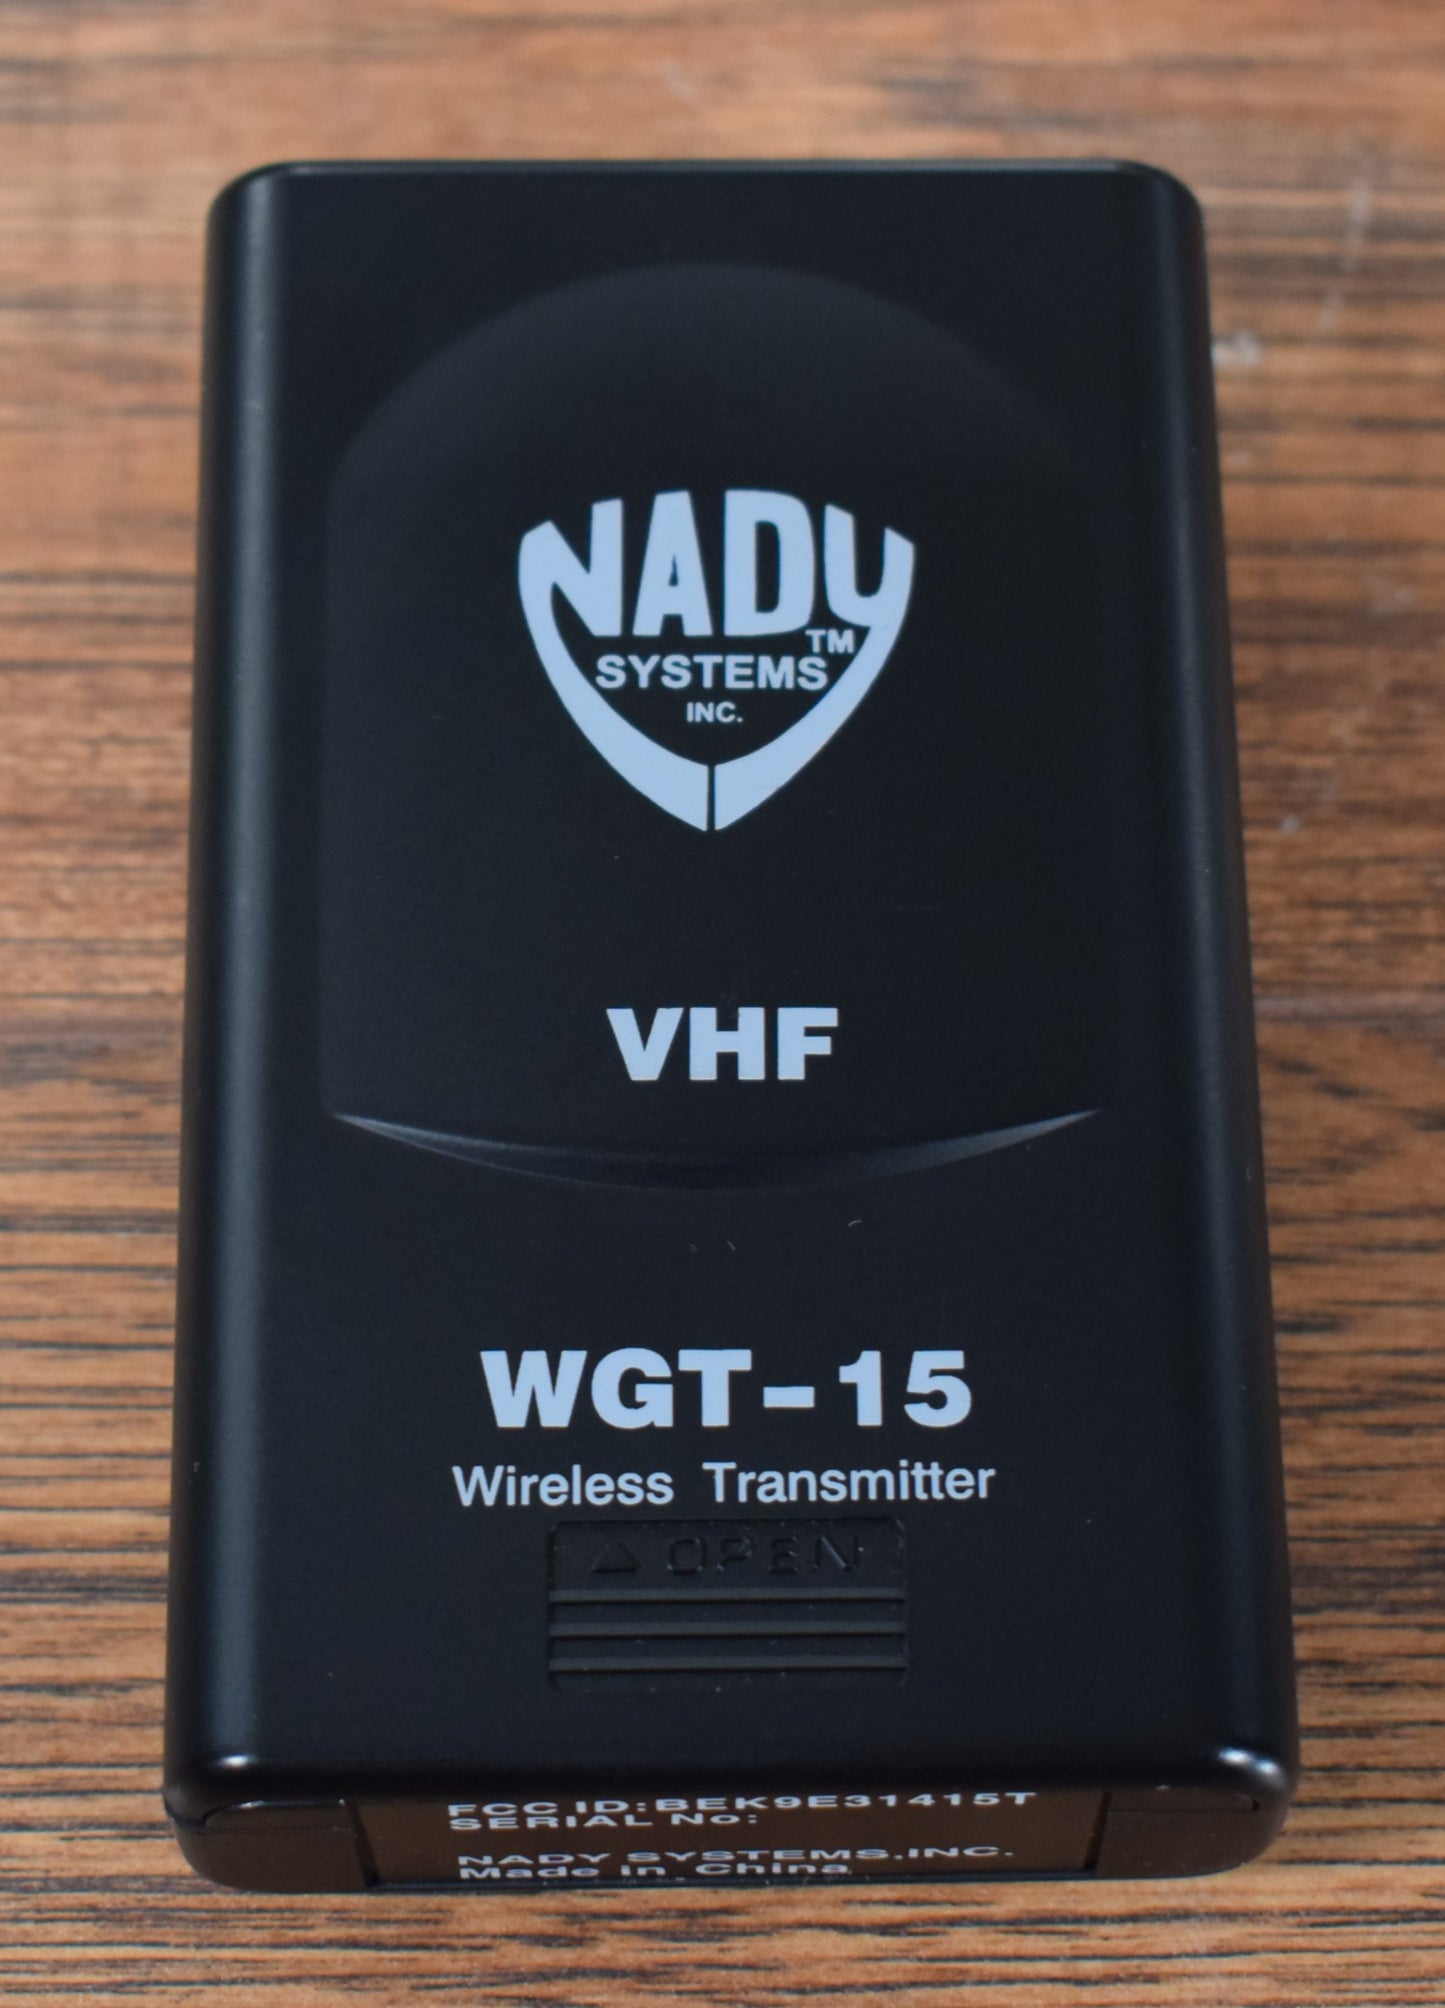 NADY
TM
SYSTEMS
INC.
VHF
WGT-15
Wireless Transmitter
OPEN
FCC ID:BEK9E31415T
SERIAL No:
NADY SYSTEMS,INC.
Made in China